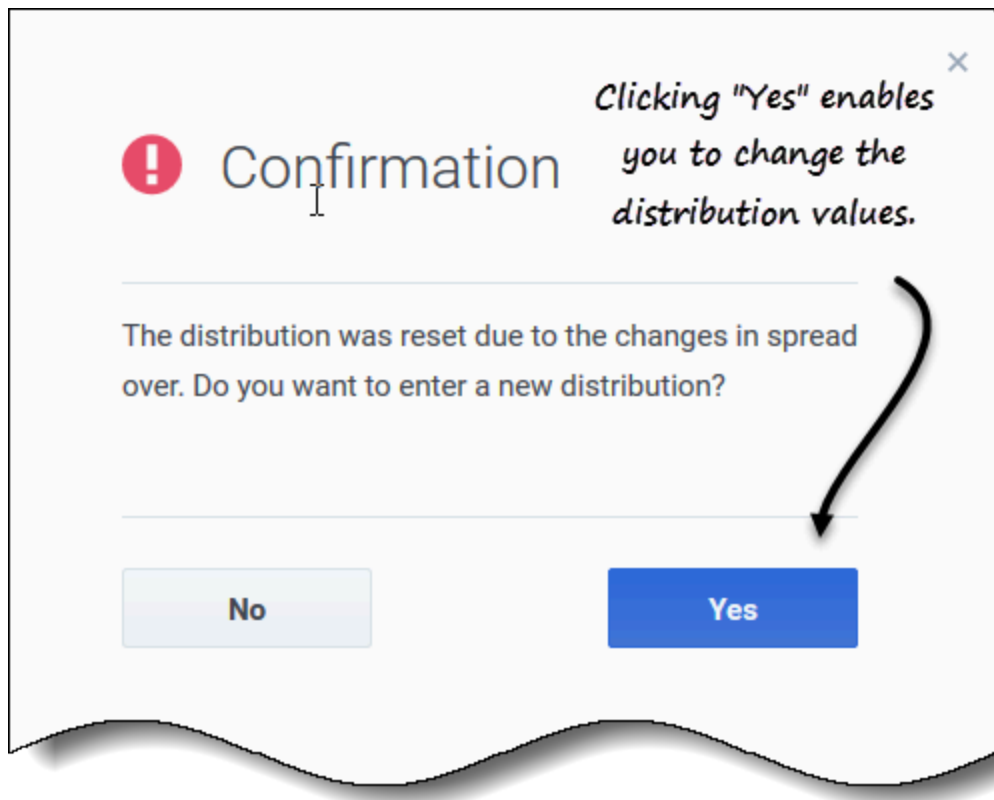 Clicking "Yes" enables
you to change the
distribution values.
Confirmation
The distribution was reset due to the changes in spread
over. Do you want to enter a new distribution?
No
Yes